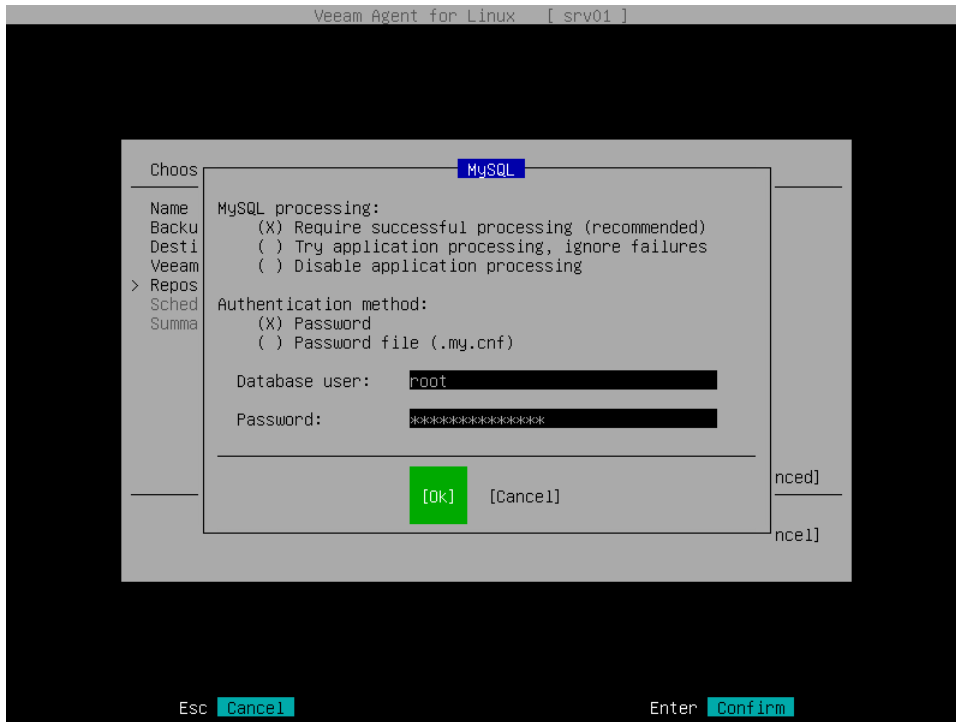 Veeam Agent for Linux [ srv01 ]
Choos
MySQL
Name
MySQL processing:
Backu
(X) Require successful processing (recommended)
Desti
( ) Try application processing, ignore failures
Veeam
( ) Disable application processing
> Repos
Sched
Authentication method:
Summa
(X) Password
( ) Password file (.my.cnf)
Database user: root
Password: ***************
nced]
[Ok] [Cancel]
ncel]
Esc Cancel Enter Confirm